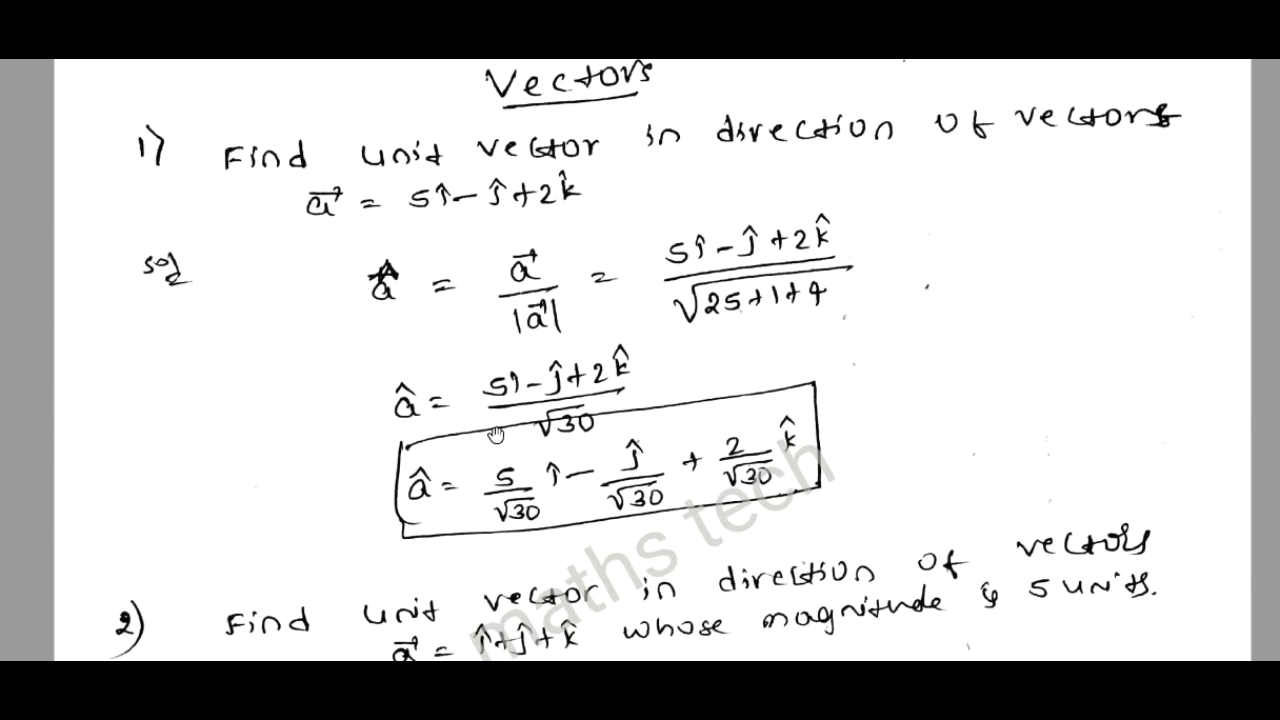 Vectors
1) Find unit vector in direction of vectors
a⃗ = 5î - ĵ + 2k̂
sol
â = a⃗ / |a⃗| = 5î - ĵ + 2k̂ / √25+1+4
â = 5î - ĵ + 2k̂ / √30
â = 5/√30 î - ĵ/√30 + 2/√30 k̂
maths tech
2) Find unit vector in direction of vectors
a⃗ = î + ĵ + k̂ whose magnitude is 5 units.